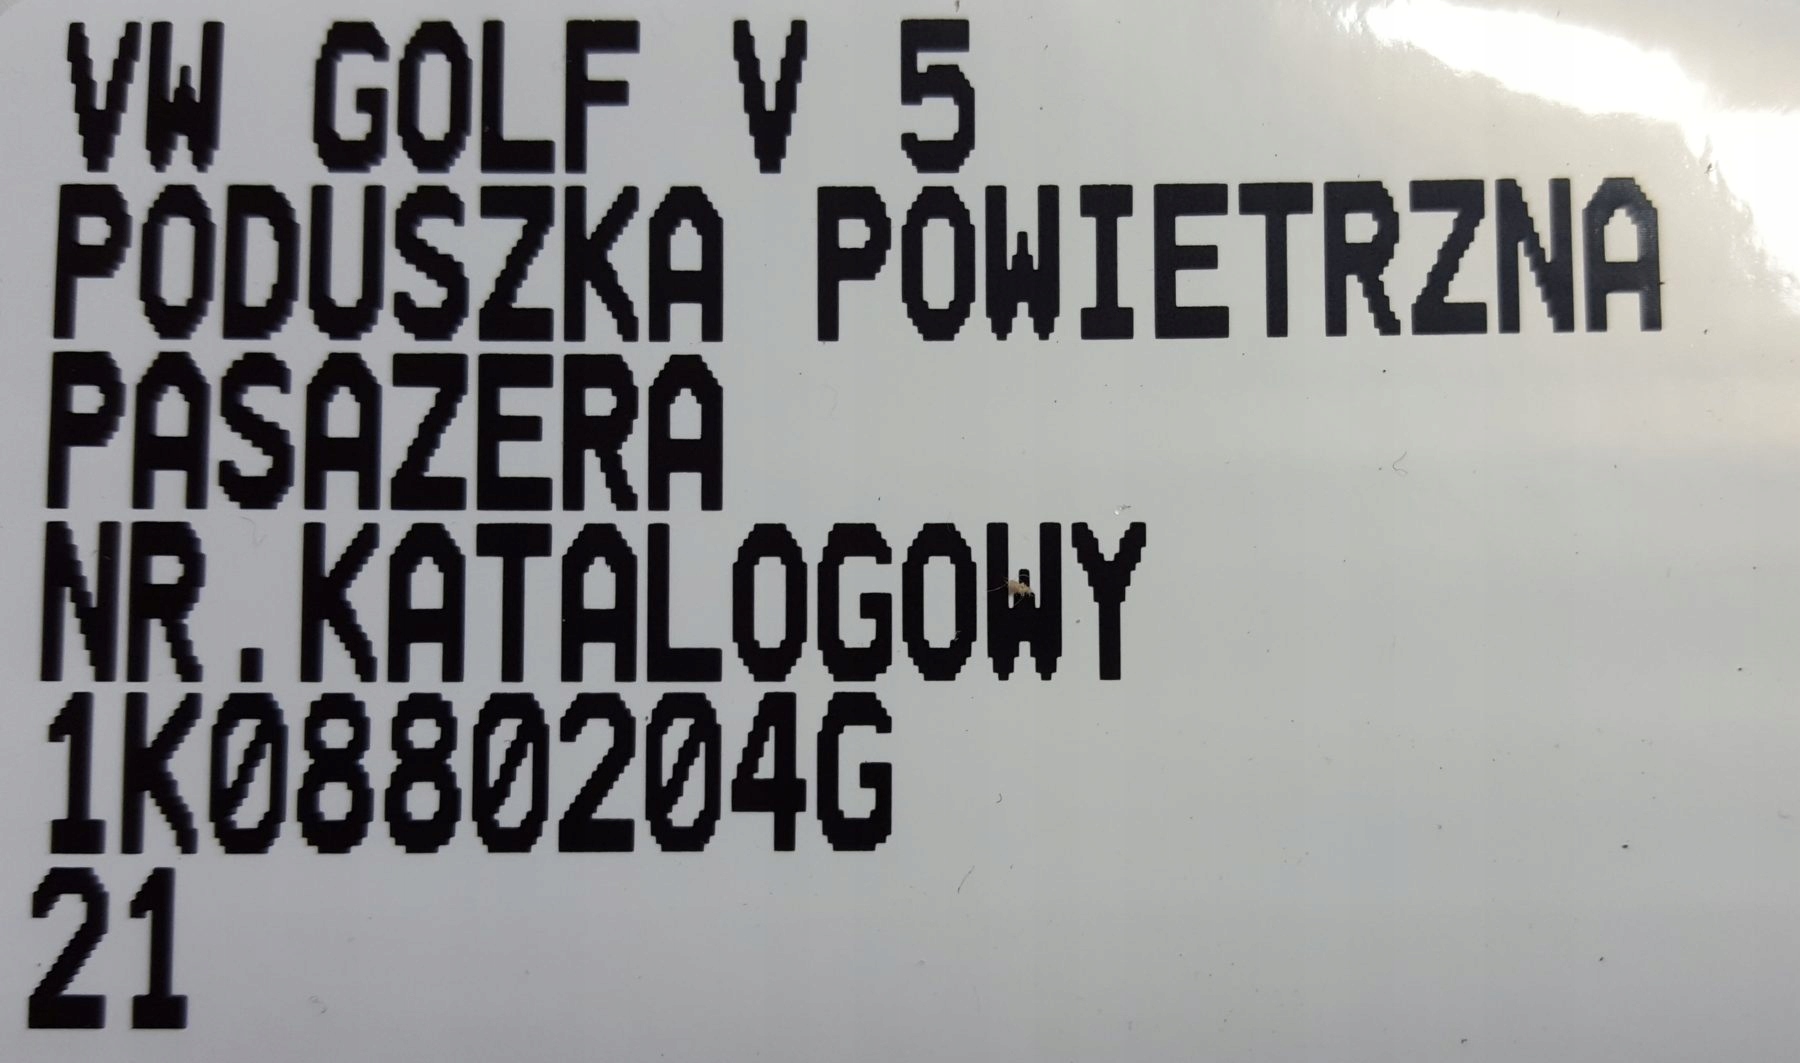 VW GOLF V 5
PODUSZKA POWIETRZNA
PASAZERA
NR.KATALOGOWY
1K0880204G
21